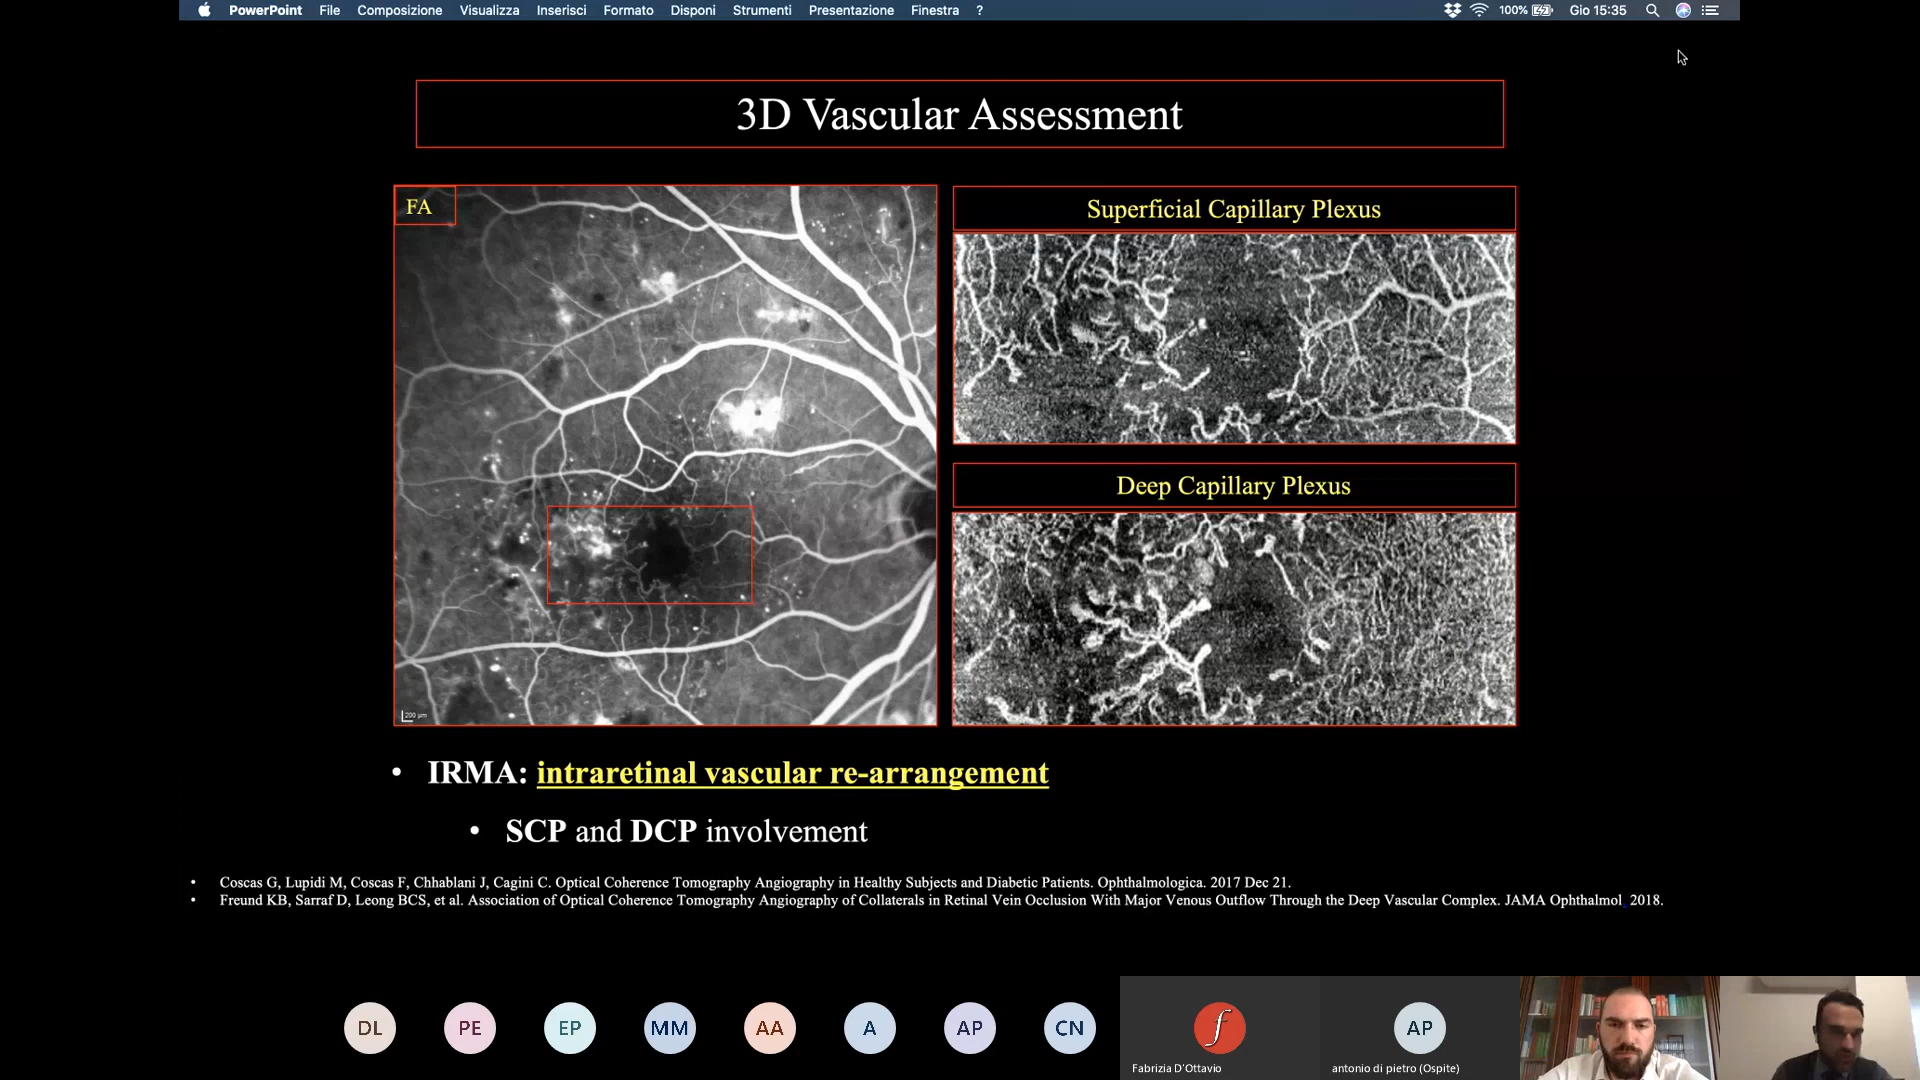 PowerPoint File Composizione Visualizza Inserisci Formato Disponi Strumenti Presentazione Finestra ? 100% Gio 15:35
3D Vascular Assessment
FA
Superficial Capillary Plexus
Deep Capillary Plexus
200 µm
• IRMA: intraretinal vascular re-arrangement
• SCP and DCP involvement
• Coscas G, Lupidi M, Coscas F, Chhablani J, Cagini C. Optical Coherence Tomography Angiography in Healthy Subjects and Diabetic Patients. Ophthalmologica. 2017 Dec 21.
• Freund KB, Sarraf D, Leong BCS, et al. Association of Optical Coherence Tomography Angiography of Collaterals in Retinal Vein Occlusion With Major Venous Outflow Through the Deep Vascular Complex. JAMA Ophthalmol 2018.
DL PE EP MM AA A AP CN f AP
Fabrizia D'Ottavio antonio di pietro (Ospite)